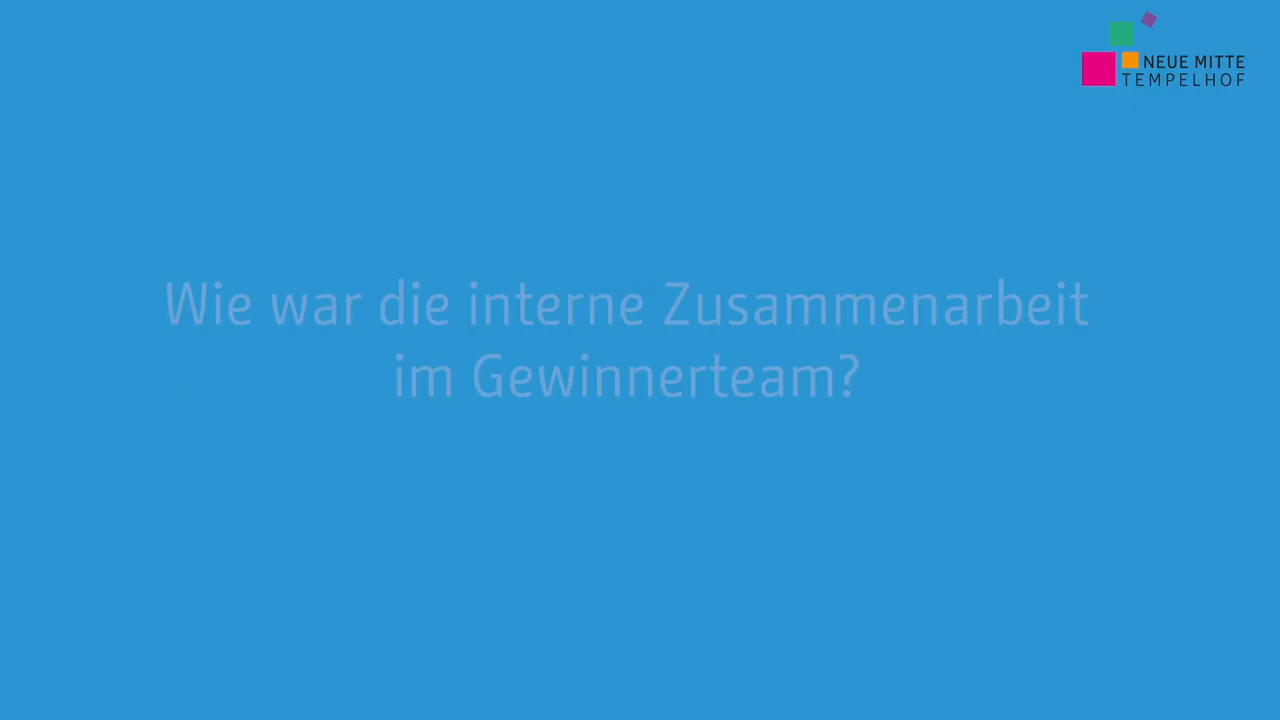 NEUE MITTE
TEMPELHOF
Wie war die interne Zusammenarbeit
im Gewinnerteam?